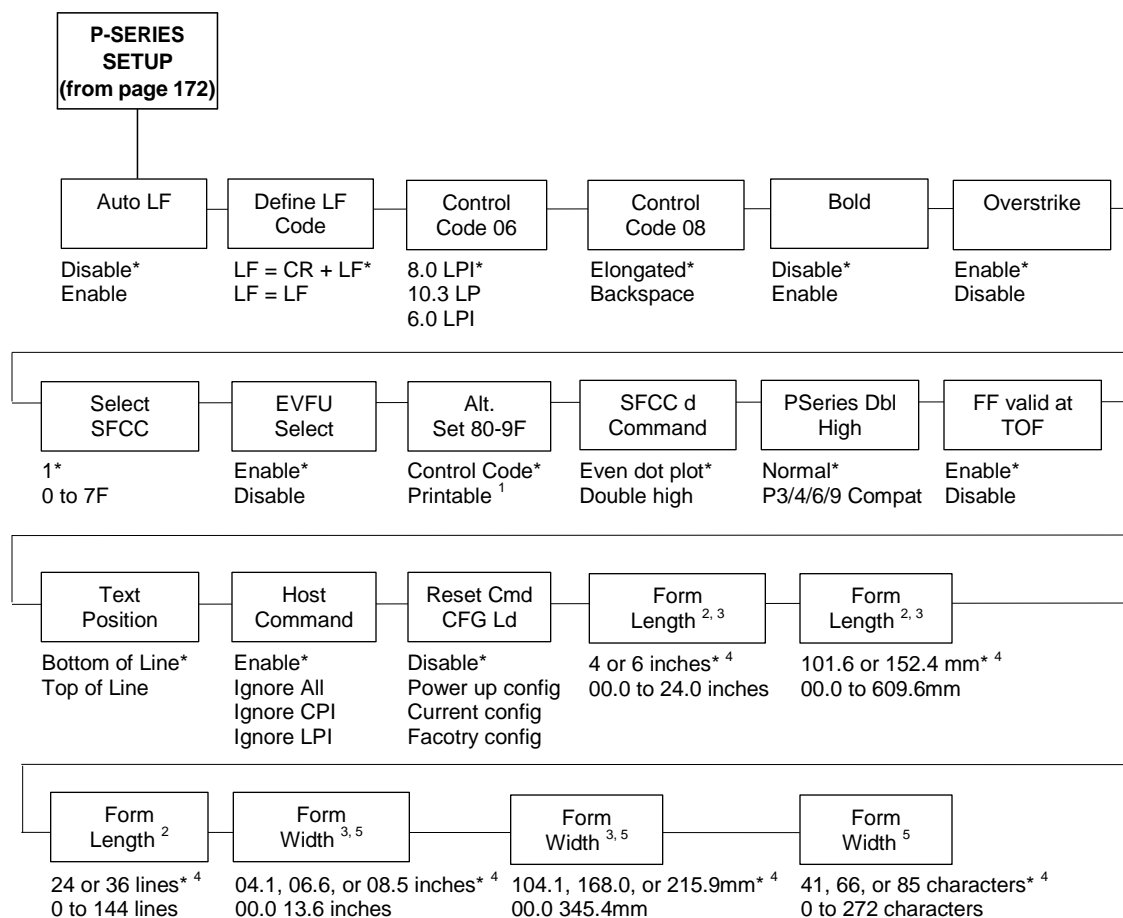 P-SERIES
SETUP
(from page 172)
Auto LF
Disable*
Enable
Define LF
Code
LF = CR + LF*
LF = LF
Control
Code 06
8.0 LPI*
10.3 LP
6.0 LPI
Control
Code 08
Elongated*
Backspace
Bold
Disable*
Enable
Overstrike
Enable*
Disable
Select
SFCC
1*
0 to 7F
EVFU
Select
Enable*
Disable
Alt.
Set 80-9F
Control Code*
Printable 1
SFCC d
Command
Even dot plot*
Double high
PSeries Dbl
High
Normal*
P3/4/6/9 Compat
FF valid at
TOF
Enable*
Disable
Text
Position
Bottom of Line*
Top of Line
Host
Command
Enable*
Ignore All
Ignore CPI
Ignore LPI
Reset Cmd
CFG Ld
Disable*
Power up config
Current config
Facotry config
Form
Length 2, 3
4 or 6 inches* 4
00.0 to 24.0 inches
Form
Length 2, 3
101.6 or 152.4 mm* 4
00.0 to 609.6mm
Form
Length 2
24 or 36 lines* 4
0 to 144 lines
Form
Width 3, 5
04.1, 06.6, or 08.5 inches* 4
00.0 13.6 inches
Form
Width 3, 5
104.1, 168.0, or 215.9mm* 4
00.0 345.4mm
Form
Width 5
41, 66, or 85 characters* 4
0 to 272 characters